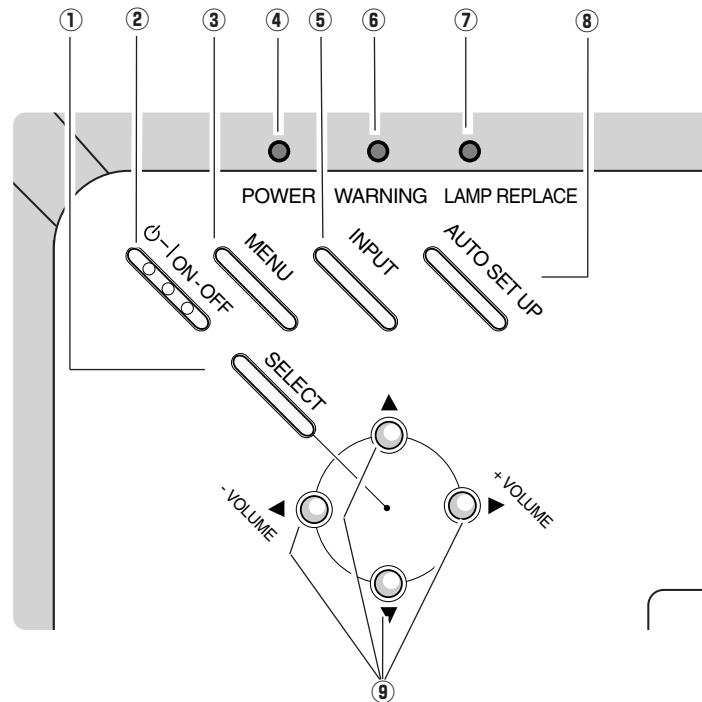 ① ② ③ ④ ⑤ ⑥ ⑦ ⑧
POWER WARNING LAMP REPLACE
ON-OFF
MENU
INPUT
AUTO SET UP
SELECT
- VOLUME
+ VOLUME
⑨